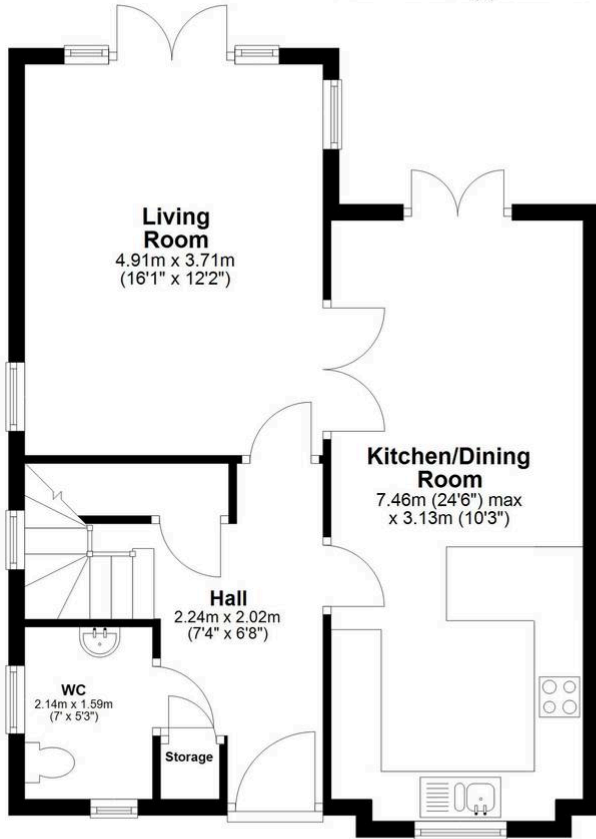 Living
Room
4.91m x 3.71m
(16'1" x 12'2")
Kitchen/Dining
Room
7.46m (24'6") max
x 3.13m (10'3")
Hall
2.24m x 2.02m
(7'4" x 6'8")
WC
2.14m x 1.59m
(7' x 5'3")
Storage